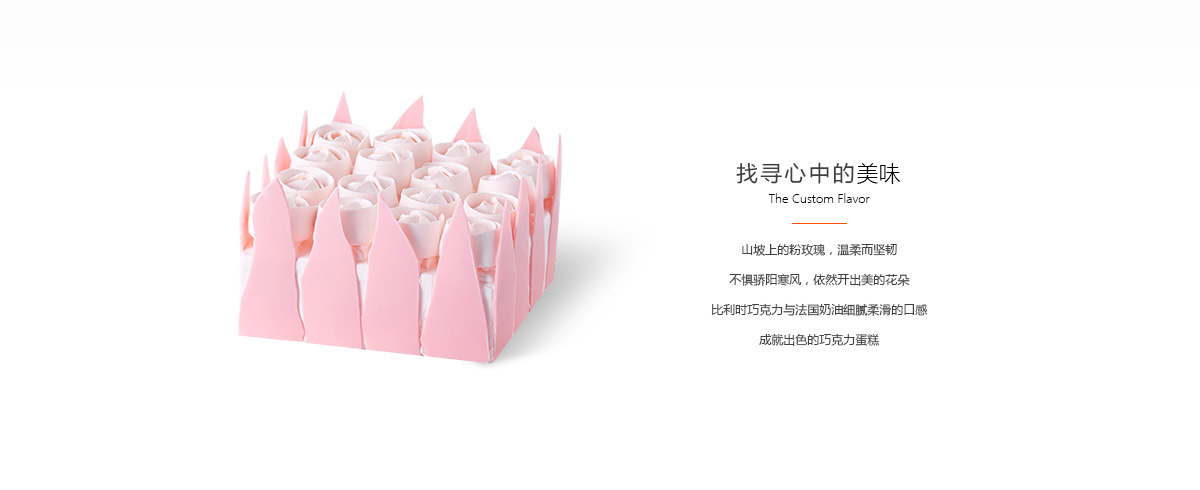 找寻心中的美味
The Custom Flavor
山坡上的粉玫瑰，温柔而坚韧
不惧骄阳寒风，依然开出美的花朵
比利时巧克力与法国奶油细腻柔滑的口感
成就出色的巧克力蛋糕